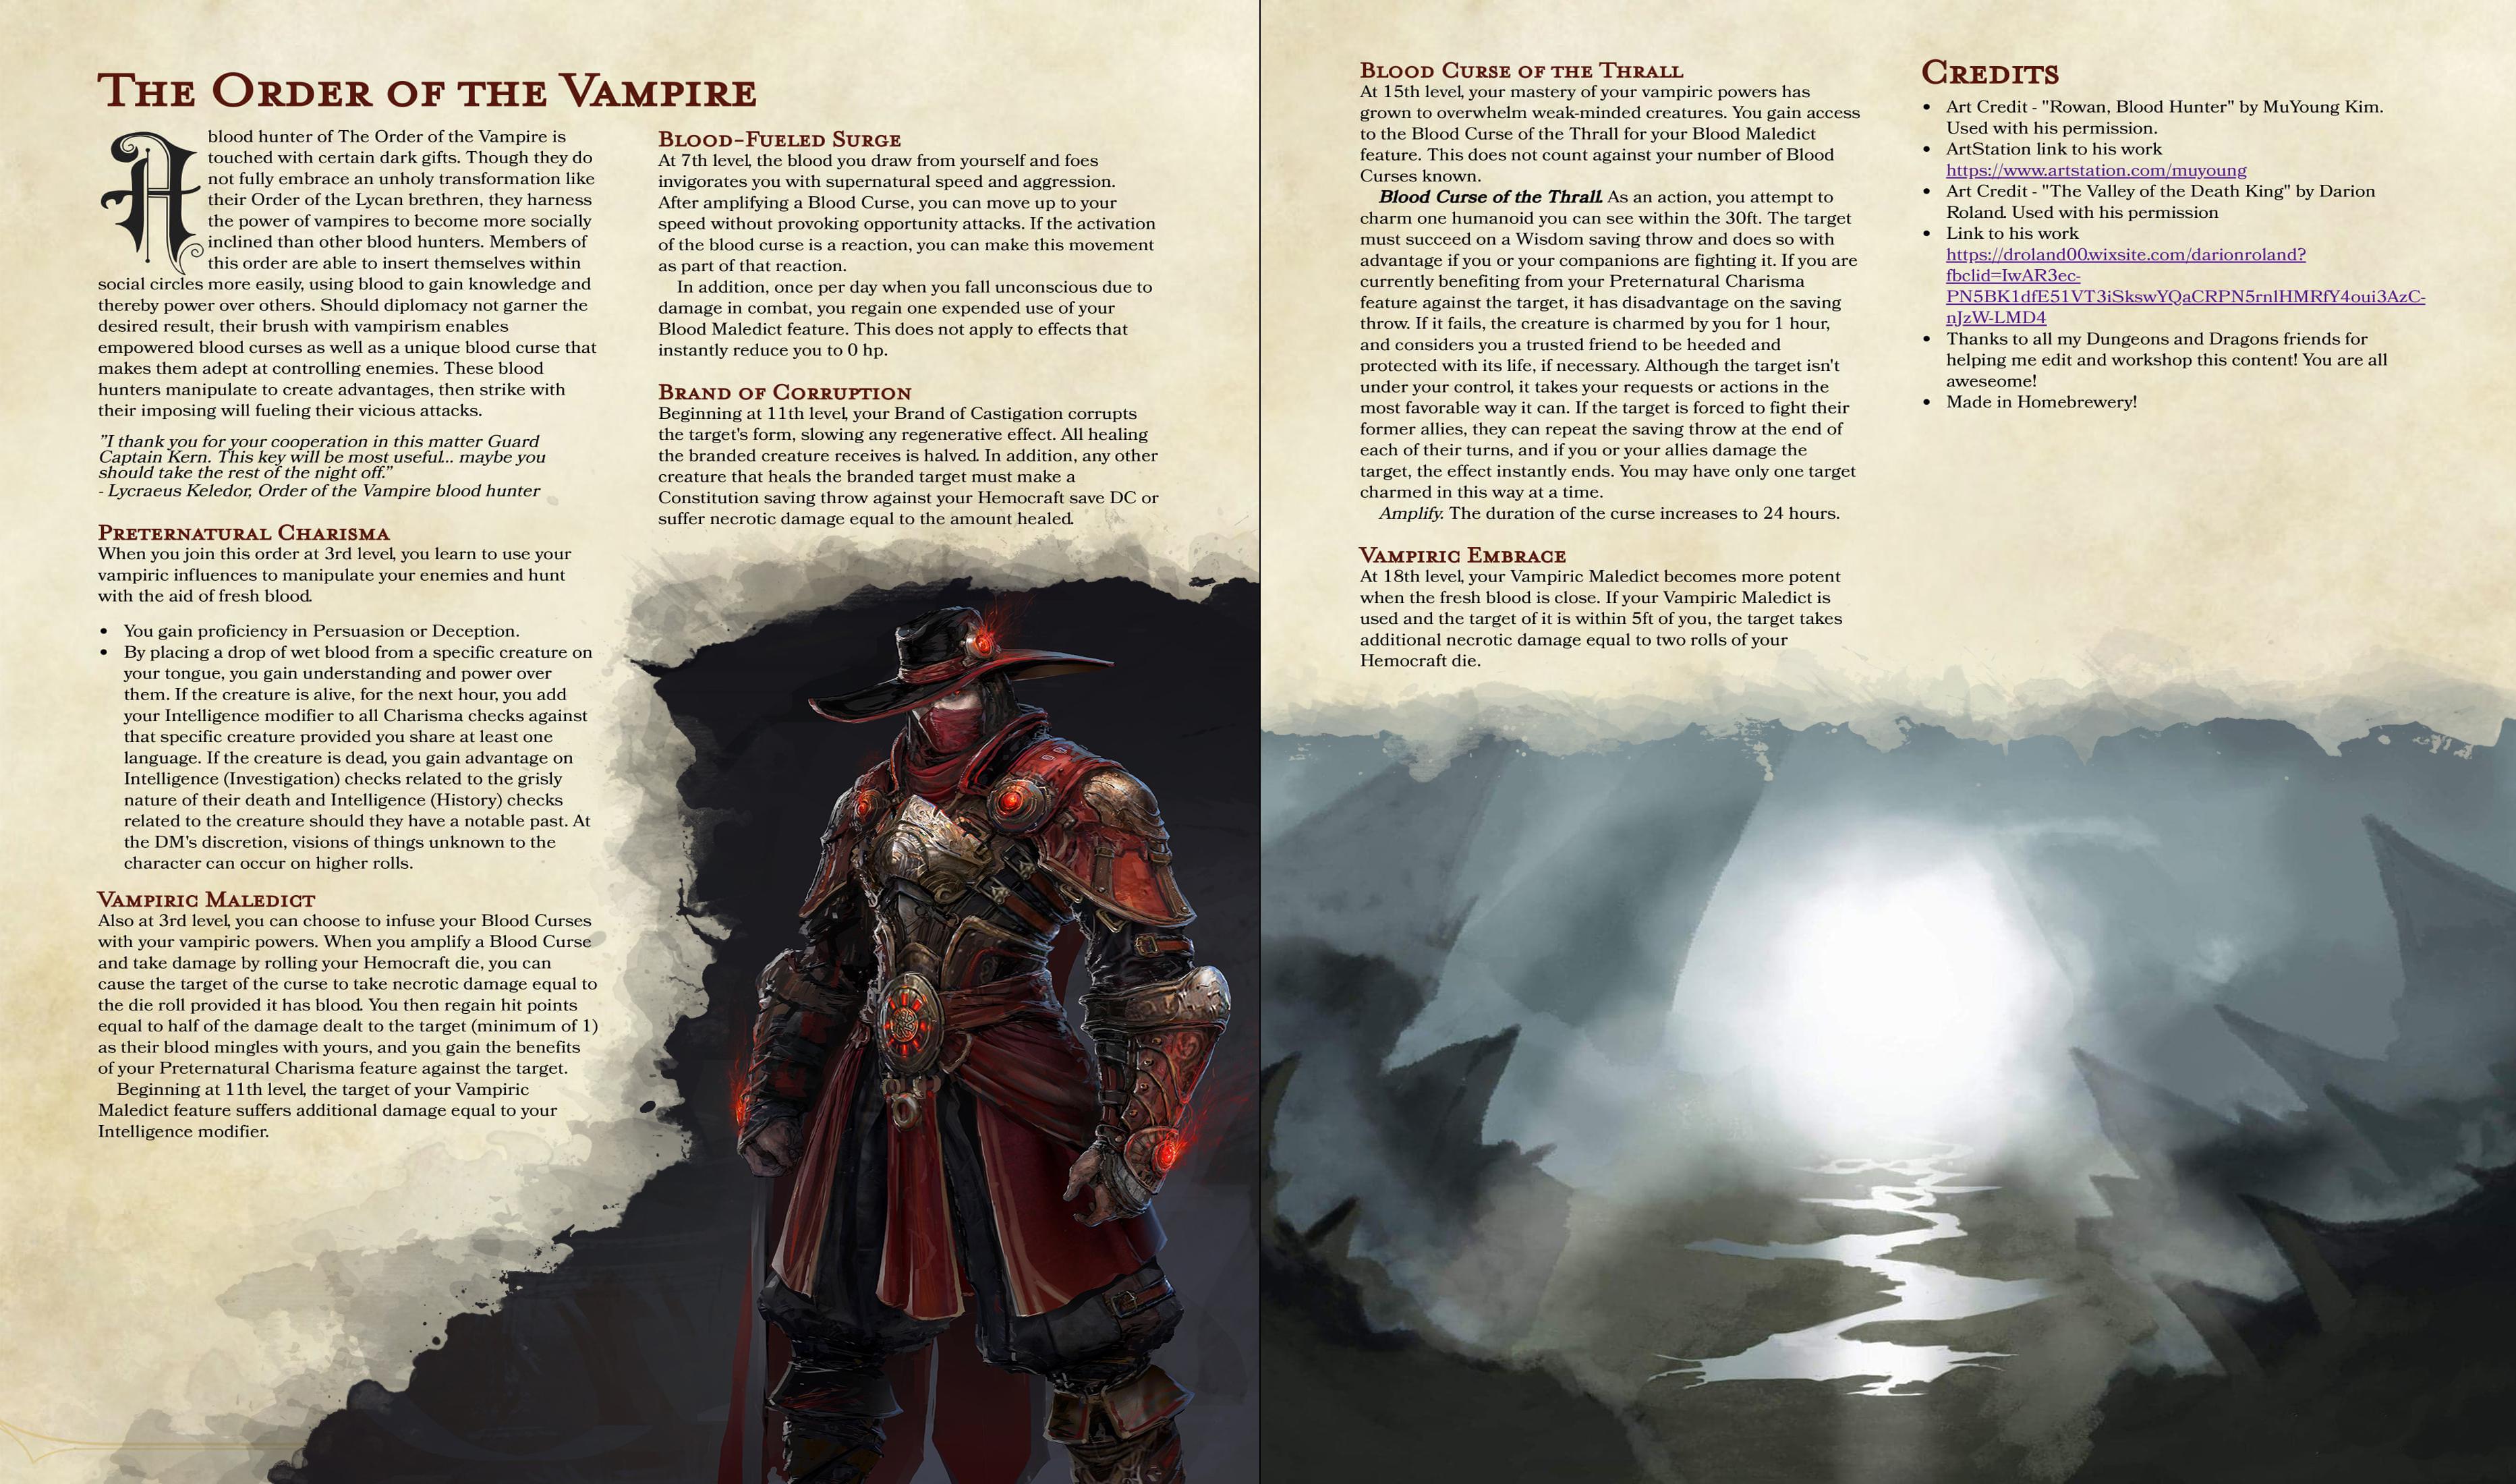 The Order of the Vampire
A blood hunter of The Order of the Vampire is
touched with certain dark gifts. Though they do
not fully embrace an unholy transformation like
their Order of the Lycan brethren, they harness
the power of vampires to become more socially
inclined than other blood hunters. Members of
this order are able to insert themselves within
social circles more easily, using blood to gain knowledge and
thereby power over others. Should diplomacy not garner the
desired result, their brush with vampirism enables
empowered blood curses as well as a unique blood curse that
makes them adept at controlling enemies. These blood
hunters manipulate to create advantages, then strike with
their imposing will fueling their vicious attacks.
"I thank you for your cooperation in this matter Guard
Captain Kern. This key will be most useful... maybe you
should take the rest of the night off."
- Lycraeus Keledor, Order of the Vampire blood hunter
Preternatural Charisma
When you join this order at 3rd level, you learn to use your
vampiric influences to manipulate your enemies and hunt
with the aid of fresh blood.
• You gain proficiency in Persuasion or Deception.
• By placing a drop of wet blood from a specific creature on
your tongue, you gain understanding and power over
them. If the creature is alive, for the next hour, you add
your Intelligence modifier to all Charisma checks against
that specific creature provided you share at least one
language. If the creature is dead, you gain advantage on
Intelligence (Investigation) checks related to the grisly
nature of their death and Intelligence (History) checks
related to the creature should they have a notable past. At
the DM's discretion, visions of things unknown to the
character can occur on higher rolls.
Vampiric Maledict
Also at 3rd level, you can choose to infuse your Blood Curses
with your vampiric powers. When you amplify a Blood Curse
and take damage by rolling your Hemocraft die, you can
cause the target of the curse to take necrotic damage equal to
the die roll provided it has blood. You then regain hit points
equal to half of the damage dealt to the target (minimum of 1)
as their blood mingles with yours, and you gain the benefits
of your Preternatural Charisma feature against the target.
Beginning at 11th level, the target of your Vampiric
Maledict feature suffers additional damage equal to your
Intelligence modifier.
Blood-Fueled Surge
At 7th level, the blood you draw from yourself and foes
invigorates you with supernatural speed and aggression.
After amplifying a Blood Curse, you can move up to your
speed without provoking opportunity attacks. If the activation
of the blood curse is a reaction, you can make this movement
as part of that reaction.
In addition, once per day when you fall unconscious due to
damage in combat, you regain one expended use of your
Blood Maledict feature. This does not apply to effects that
instantly reduce you to 0 hp.
Brand of Corruption
Beginning at 11th level, your Brand of Castigation corrupts
the target's form, slowing any regenerative effect. All healing
the branded creature receives is halved. In addition, any other
creature that heals the branded target must make a
Constitution saving throw against your Hemocraft save DC or
suffer necrotic damage equal to the amount healed.
Blood Curse of the Thrall
At 15th level, your mastery of your vampiric powers has
grown to overwhelm weak-minded creatures. You gain access
to the Blood Curse of the Thrall for your Blood Maledict
feature. This does not count against your number of Blood
Curses known.
Blood Curse of the Thrall. As an action, you attempt to
charm one humanoid you can see within the 30ft. The target
must succeed on a Wisdom saving throw and does so with
advantage if you or your companions are fighting it. If you are
currently benefiting from your Preternatural Charisma
feature against the target, it has disadvantage on the saving
throw. If it fails, the creature is charmed by you for 1 hour,
and considers you a trusted friend to be heeded and
protected with its life, if necessary. Although the target isn't
under your control, it takes your requests or actions in the
most favorable way it can. If the target is forced to fight their
former allies, they can repeat the saving throw at the end of
each of their turns, and if you or your allies damage the
target, the effect instantly ends. You may have only one target
charmed in this way at a time.
Amplify. The duration of the curse increases to 24 hours.
Vampiric Embrace
At 18th level, your Vampiric Maledict becomes more potent
when the fresh blood is close. If your Vampiric Maledict is
used and the target of it is within 5ft of you, the target takes
additional necrotic damage equal to two rolls of your
Hemocraft die.
Credits
• Art Credit - "Rowan, Blood Hunter" by MuYoung Kim.
Used with his permission.
• ArtStation link to his work
https://www.artstation.com/muyoung
• Art Credit - "The Valley of the Death King" by Darion
Roland. Used with his permission
• Link to his work
https://droland00.wixsite.com/darionroland?
fbclid=IwAR3ec-
PN5BK1dfE51VT3iSkswYQaCRPN5rnlHMRfY4oui3AzC-
nJzW-LMD4
• Thanks to all my Dungeons and Dragons friends for
helping me edit and workshop this content! You are all
aweseome!
• Made in Homebrewery!